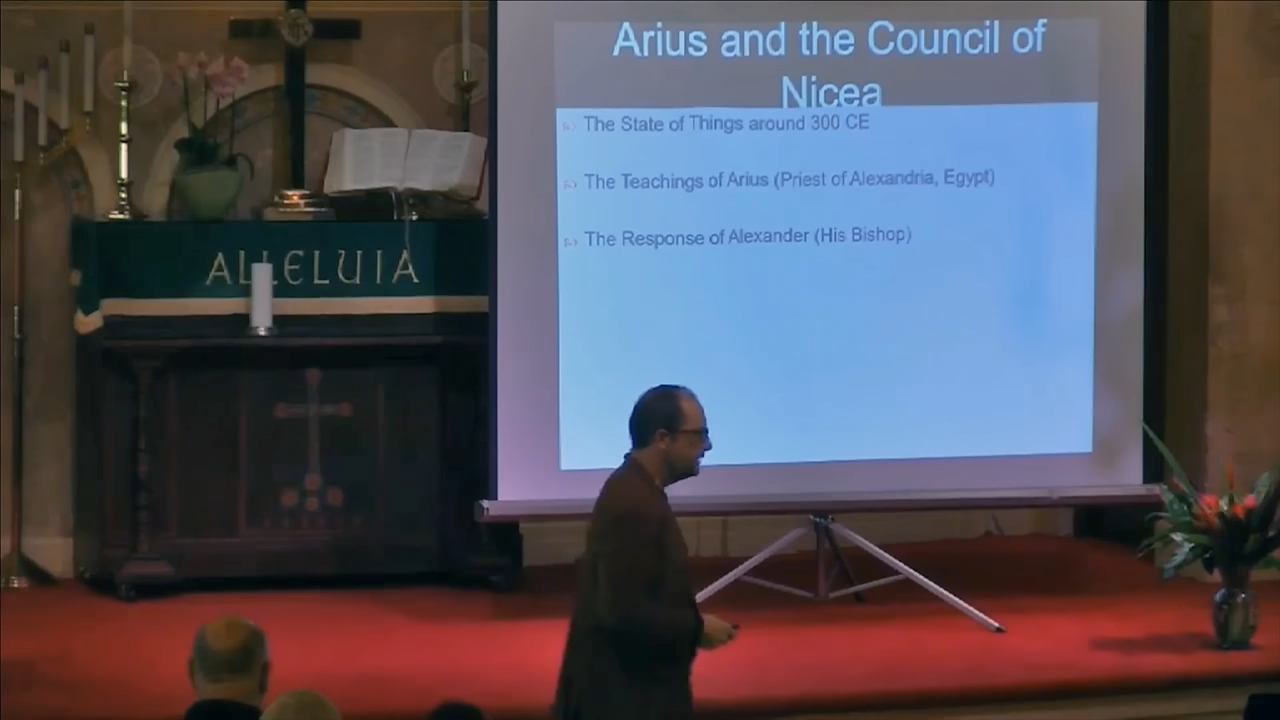 Arius and the Council of
Nicea
The State of Things around 300 CE
The Teachings of Arius (Priest of Alexandria, Egypt)
The Response of Alexander (His Bishop)
ALLELUIA